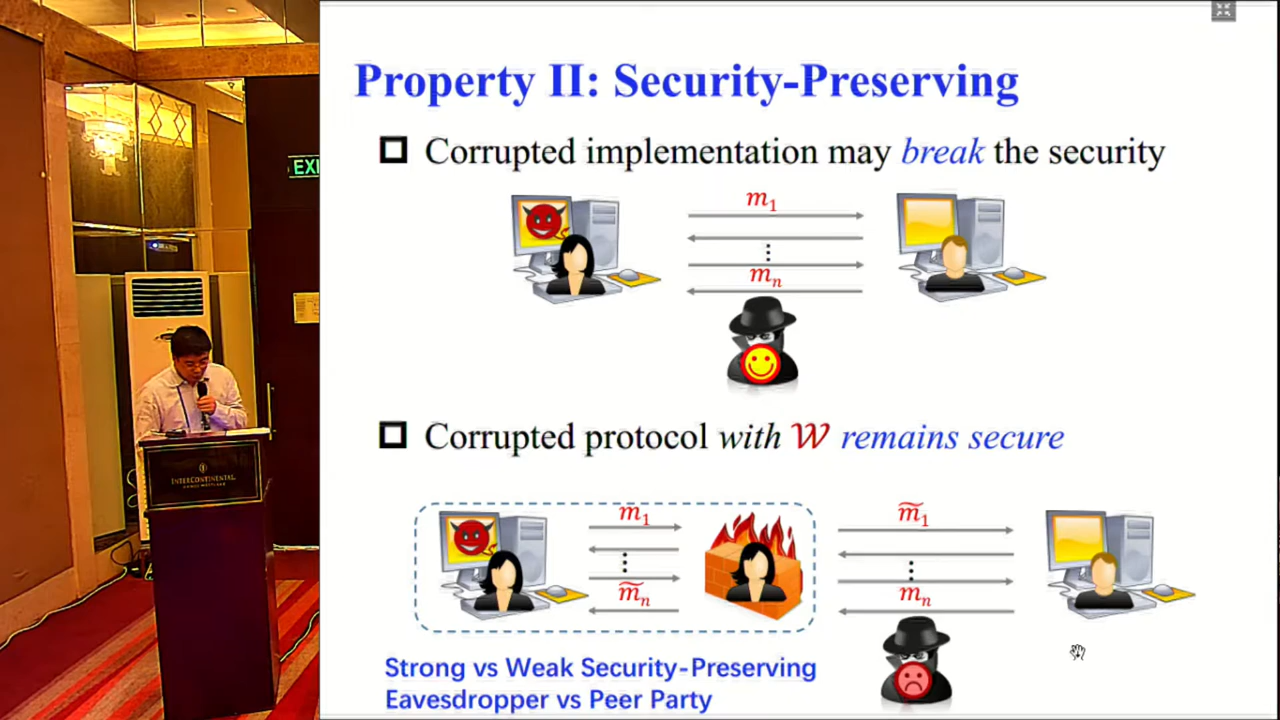 Property II: Security-Preserving
Corrupted implementation may break the security
EXI
m₁
⋮
mₙ
INTERCONTINENTAL
Corrupted protocol with 𝒲 remains secure
m₁
⋮
m̃ₙ
m̃₁
⋮
mₙ
Strong vs Weak Security-Preserving
Eavesdropper vs Peer Party